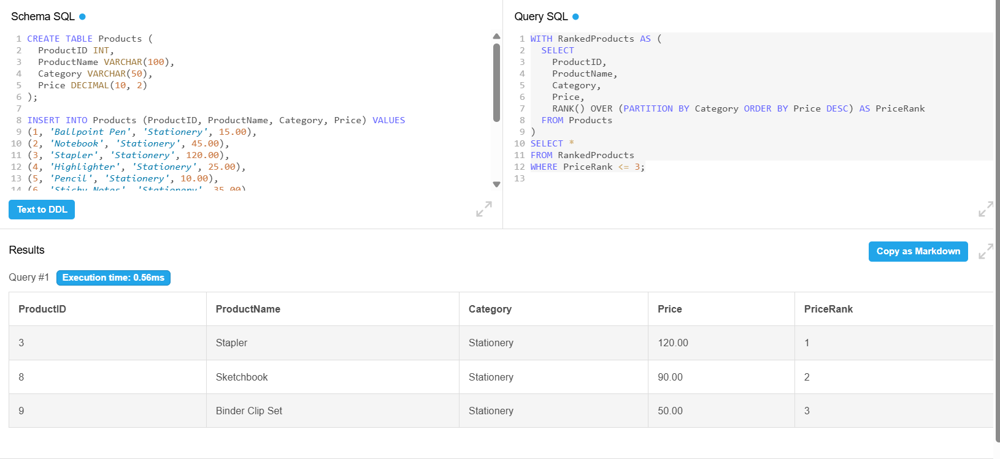 Schema SQL
1 CREATE TABLE Products (
2   ProductID INT,
3   ProductName VARCHAR(100),
4   Category VARCHAR(50),
5   Price DECIMAL(10, 2)
6 );
7
8 INSERT INTO Products (ProductID, ProductName, Category, Price) VALUES
9 (1, 'Ballpoint Pen', 'Stationery', 15.00),
10 (2, 'Notebook', 'Stationery', 45.00),
11 (3, 'Stapler', 'Stationery', 120.00),
12 (4, 'Highlighter', 'Stationery', 25.00),
13 (5, 'Pencil', 'Stationery', 10.00),
14 (6, 'Sticky Notes', 'Stationery', 35.00)
Text to DDL
Query SQL
1 WITH RankedProducts AS (
2   SELECT
3     ProductID,
4     ProductName,
5     Category,
6     Price,
7     RANK() OVER (PARTITION BY Category ORDER BY Price DESC) AS PriceRank
8   FROM Products
9 )
10 SELECT *
11 FROM RankedProducts
12 WHERE PriceRank <= 3;
13
Results
Copy as Markdown
Query #1 Execution time: 0.56ms
ProductID ProductName Category Price PriceRank
3 Stapler Stationery 120.00 1
8 Sketchbook Stationery 90.00 2
9 Binder Clip Set Stationery 50.00 3